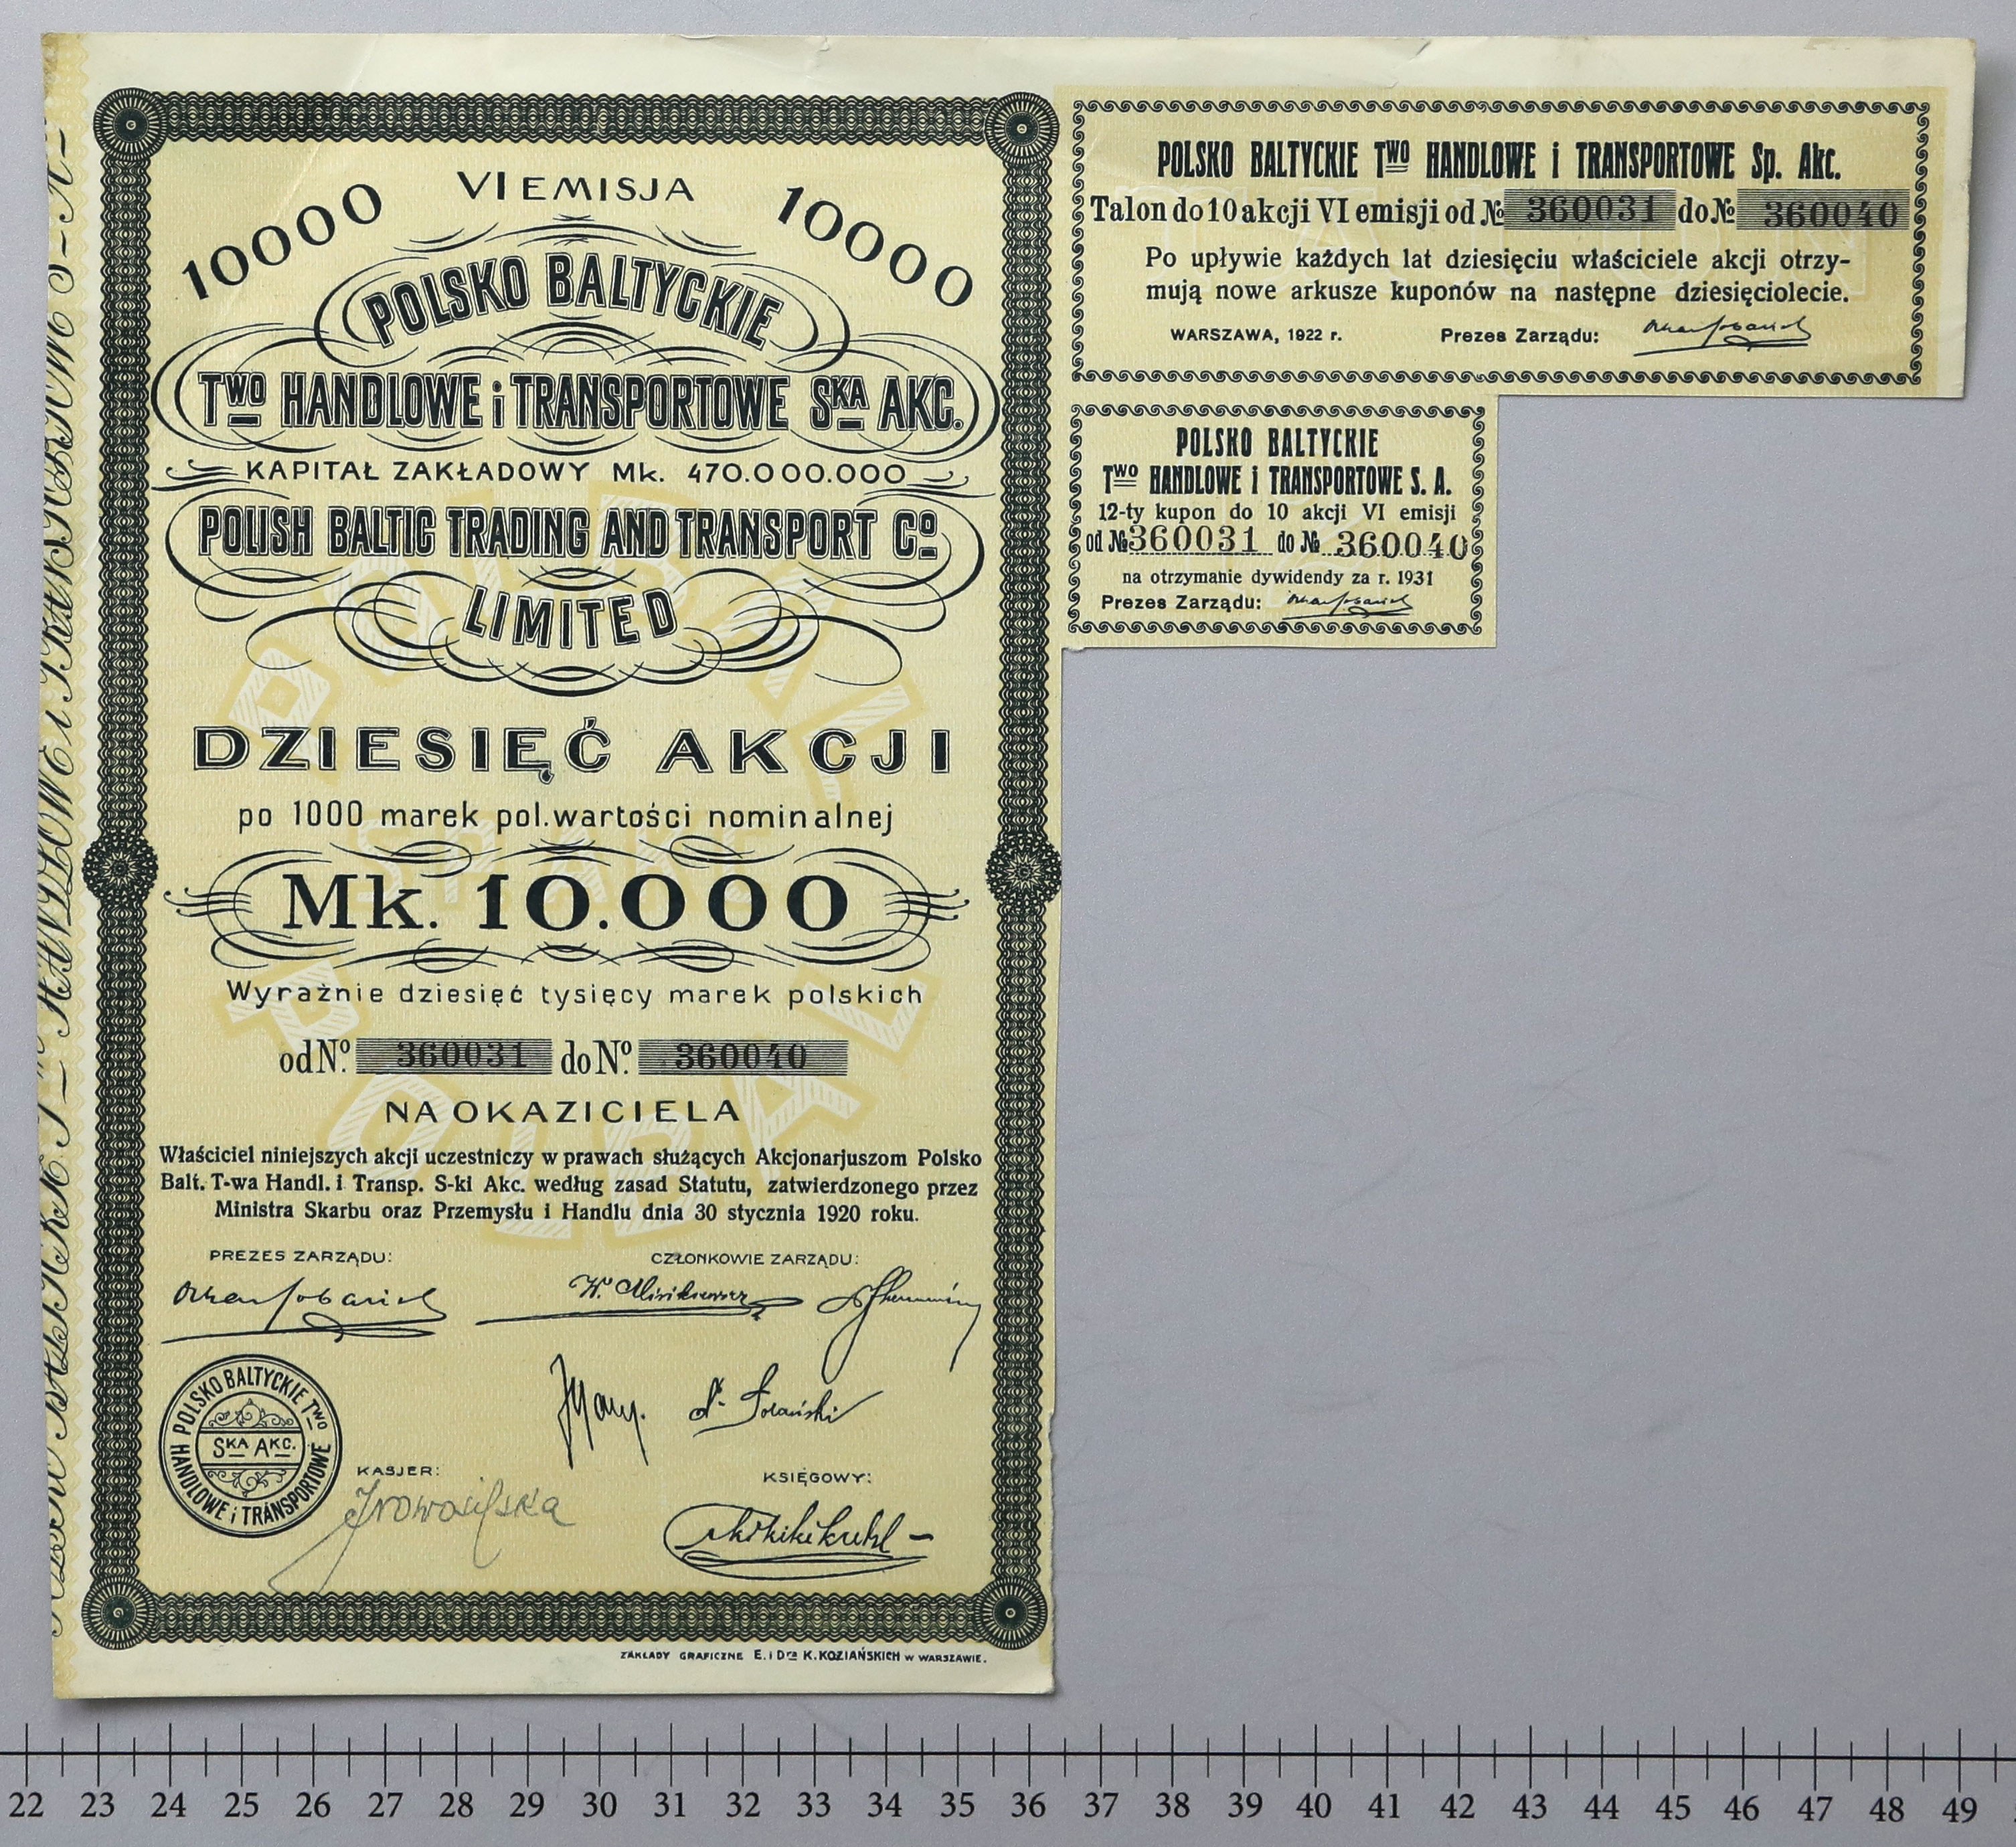 VI EMISJA
10000 10000
POLSKO BALTYCKIE
TWO HANDLOWE i TRANSPORTOWE SKA AKC.
KAPITAŁ ZAKŁADOWY Mk. 470.000.000
POLISH BALTIC TRADING AND TRANSPORT Co
LIMITED
DZIESIĘĆ AKCJI
po 1000 marek pol. wartości nominalnej
Mk. 10.000
Wyraźnie dziesięć tysięcy marek polskich
od No. 360031 do No. 360040
NA OKAZICIELA
Właściciel niniejszych akcji uczestniczy w prawach służących Akcjonarjuszom Polsko
Balt. T-wa Handl. i Transp. S-ki Akc. według zasad Statutu, zatwierdzonego przez
Ministra Skarbu oraz Przemysłu i Handlu dnia 30 stycznia 1920 roku.
PREZES ZARZĄDU: CZŁONKOWIE ZARZĄDU:
POLSKO BALTYCKIE TWO
HANDLOWE i TRANSPORTOWE
SKA AKC.
KASJER: KSIĘGOWY:
ZAKŁADY GRAFICZNE E. i Dra K. KOZIAŃSKICH w WARSZAWIE.
POLSKO BALTYCKIE TWO HANDLOWE i TRANSPORTOWE Sp. Akc.
Talon do 10 akcji VI emisji od № 360031 do № 360040
Po upływie każdych lat dziesięciu właściciele akcji otrzy-
mują nowe arkusze kuponów na następne dziesięciolecie.
WARSZAWA, 1922 r. Prezes Zarządu:
POLSKO BALTYCKIE
TWO HANDLOWE i TRANSPORTOWE S. A.
12-ty kupon do 10 akcji VI emisji
od № 360031 do № 360040
na otrzymanie dywidendy za r. 1931
Prezes Zarządu:
22 23 24 25 26 27 28 29 30 31 32 33 34 35 36 37 38 39 40 41 42 43 44 45 46 47 48 49